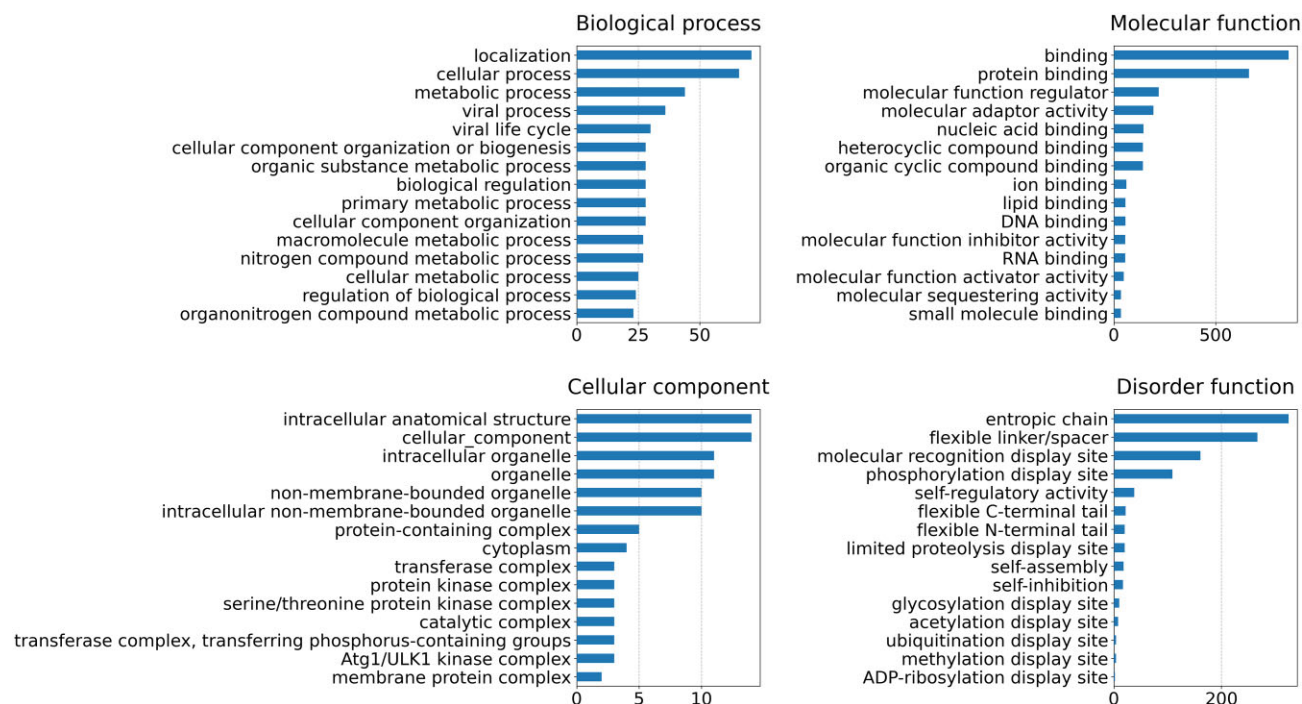 Biological process
localization
cellular process
metabolic process
viral process
viral life cycle
cellular component organization or biogenesis
organic substance metabolic process
biological regulation
primary metabolic process
cellular component organization
macromolecule metabolic process
nitrogen compound metabolic process
cellular metabolic process
regulation of biological process
organonitrogen compound metabolic process
0 25 50
Molecular function
binding
protein binding
molecular function regulator
molecular adaptor activity
nucleic acid binding
heterocyclic compound binding
organic cyclic compound binding
ion binding
lipid binding
DNA binding
molecular function inhibitor activity
RNA binding
molecular function activator activity
molecular sequestering activity
small molecule binding
0 500
Cellular component
intracellular anatomical structure
cellular_component
intracellular organelle
organelle
non-membrane-bounded organelle
intracellular non-membrane-bounded organelle
protein-containing complex
cytoplasm
transferase complex
protein kinase complex
serine/threonine protein kinase complex
catalytic complex
transferase complex, transferring phosphorus-containing groups
Atg1/ULK1 kinase complex
membrane protein complex
0 5 10
Disorder function
entropic chain
flexible linker/spacer
molecular recognition display site
phosphorylation display site
self-regulatory activity
flexible C-terminal tail
flexible N-terminal tail
limited proteolysis display site
self-assembly
self-inhibition
glycosylation display site
acetylation display site
ubiquitination display site
methylation display site
ADP-ribosylation display site
0 200